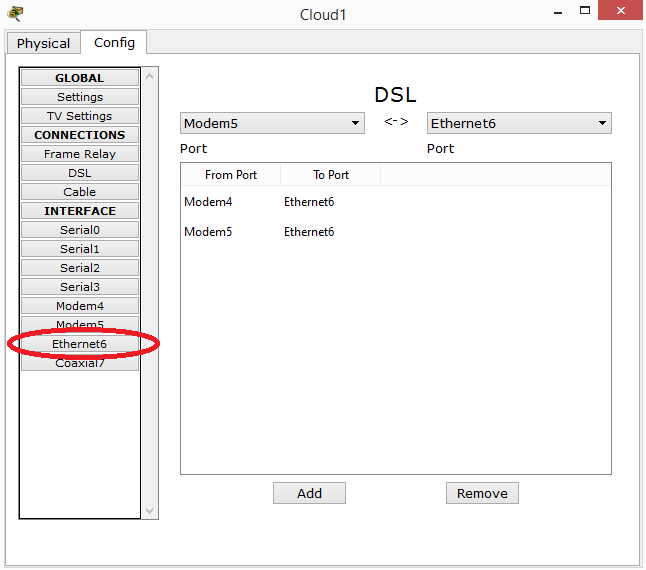 Cloud1
Physical Config
GLOBAL
Settings
TV Settings
CONNECTIONS
Frame Relay
DSL
Cable
INTERFACE
Serial0
Serial1
Serial2
Serial3
Modem4
Modem5
Ethernet6
Coaxial7
DSL
Modem5 <-> Ethernet6
Port Port
From Port To Port
Modem4 Ethernet6
Modem5 Ethernet6
Add Remove